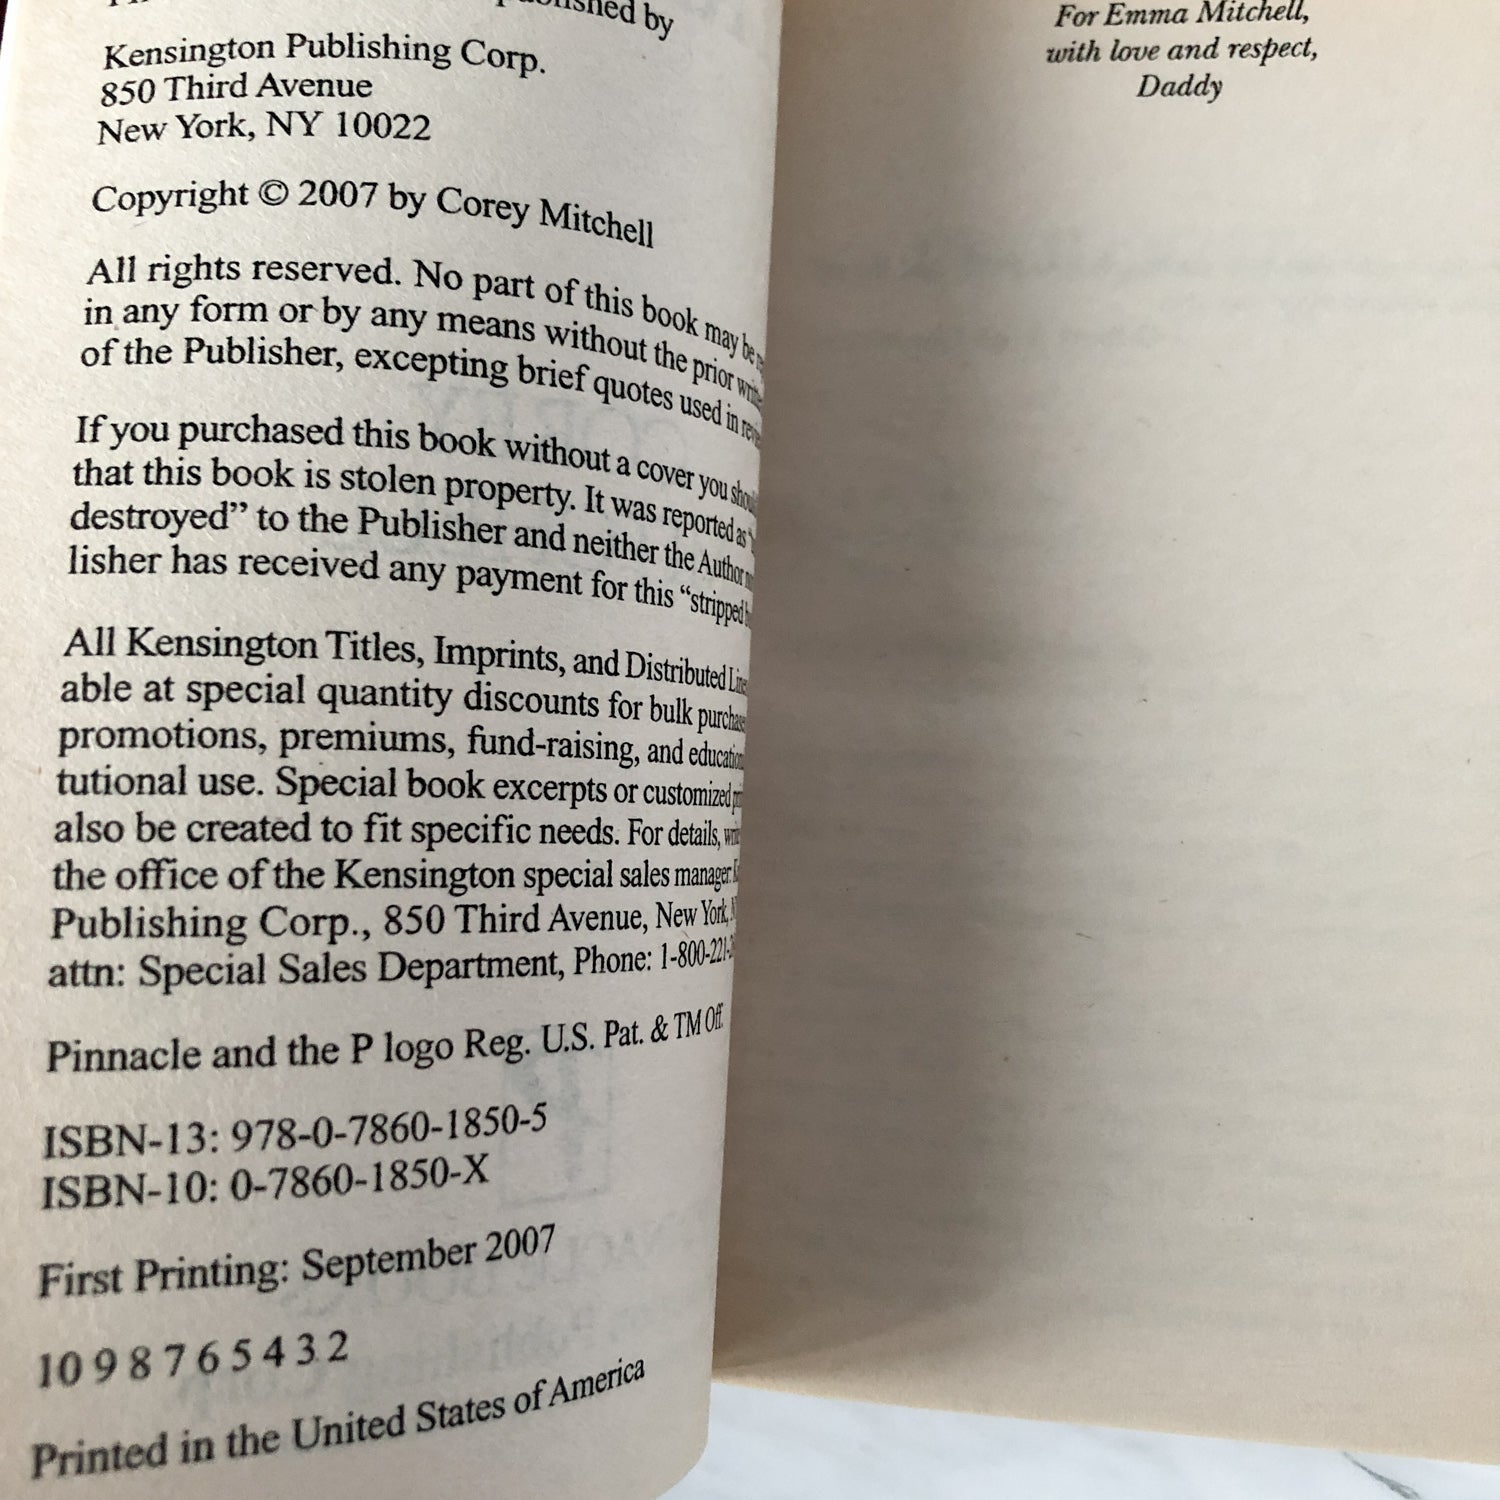 published by
Kensington Publishing Corp.
850 Third Avenue
New York, NY 10022
Copyright © 2007 by Corey Mitchell
All rights reserved. No part of this book may be
in any form or by any means without the prior
of the Publisher, excepting brief quotes used in
If you purchased this book without a cover you
that this book is stolen property. It was reported as
destroyed” to the Publisher and neither the Author
lisher has received any payment for this “stripped
All Kensington Titles, Imprints, and Distributed
able at special quantity discounts for bulk
promotions, premiums, fund-raising, and
tutional use. Special book excerpts or customized
also be created to fit specific needs. For details,
the office of the Kensington special sales manager:
Publishing Corp., 850 Third Avenue, New York,
attn: Special Sales Department, Phone: 1-800-221-
Pinnacle and the P logo Reg. U.S. Pat. & TM Off.
ISBN-13: 978-0-7860-1850-5
ISBN-10: 0-7860-1850-X
First Printing: September 2007
10 9 8 7 6 5 4 3 2
Printed in the United States of America
For Emma Mitchell,
with love and respect,
Daddy